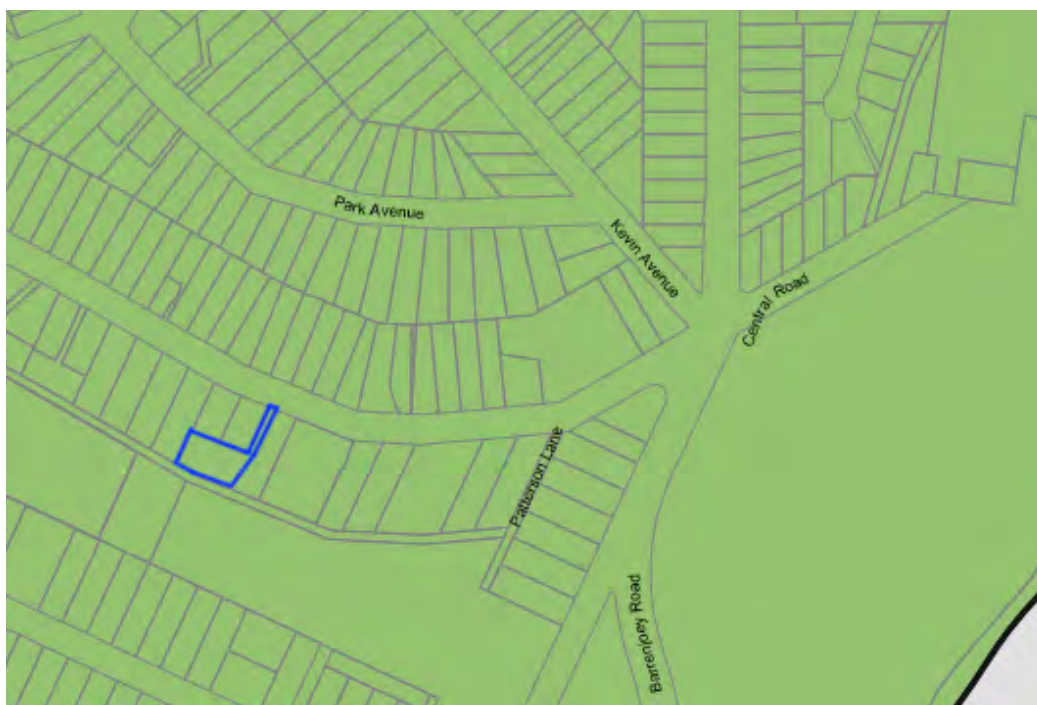 Park Avenue
Kevin Avenue
Central Road
Patterson Lane
Barrenjoey Road